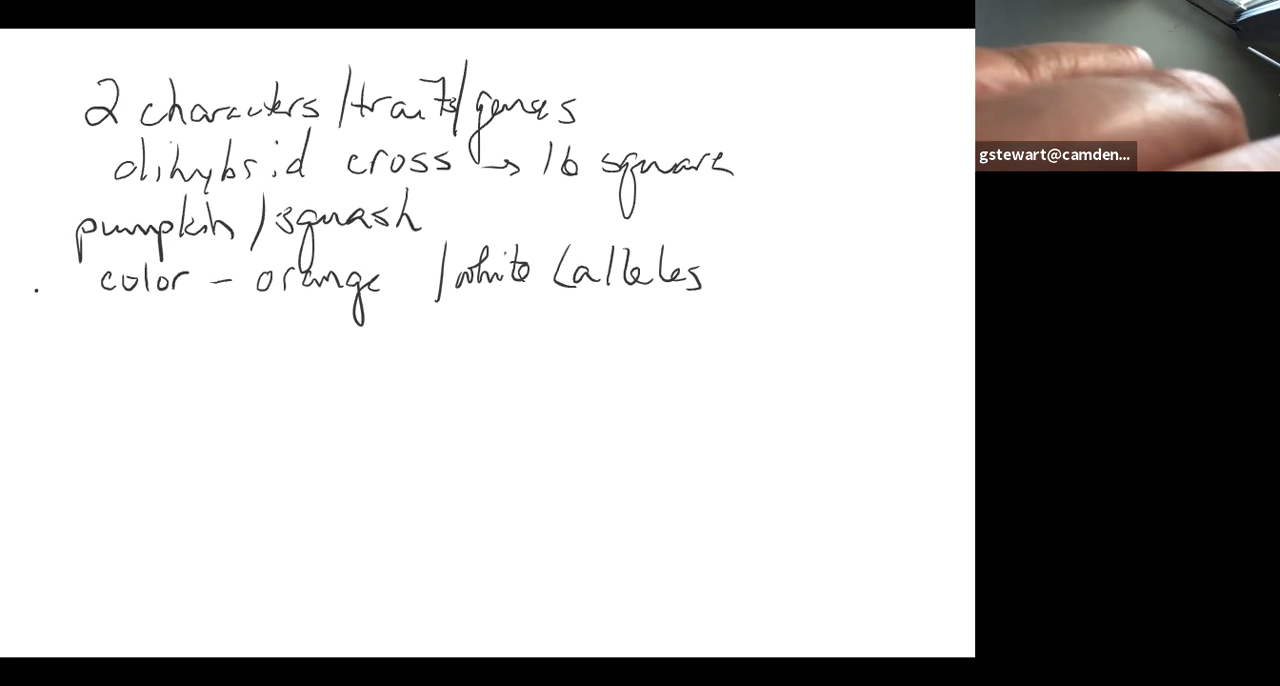 2 characters / traits / genes
dihybrid cross → 16 square
pumpkin / squash
color - orange / white (alleles
gstewart@camden...